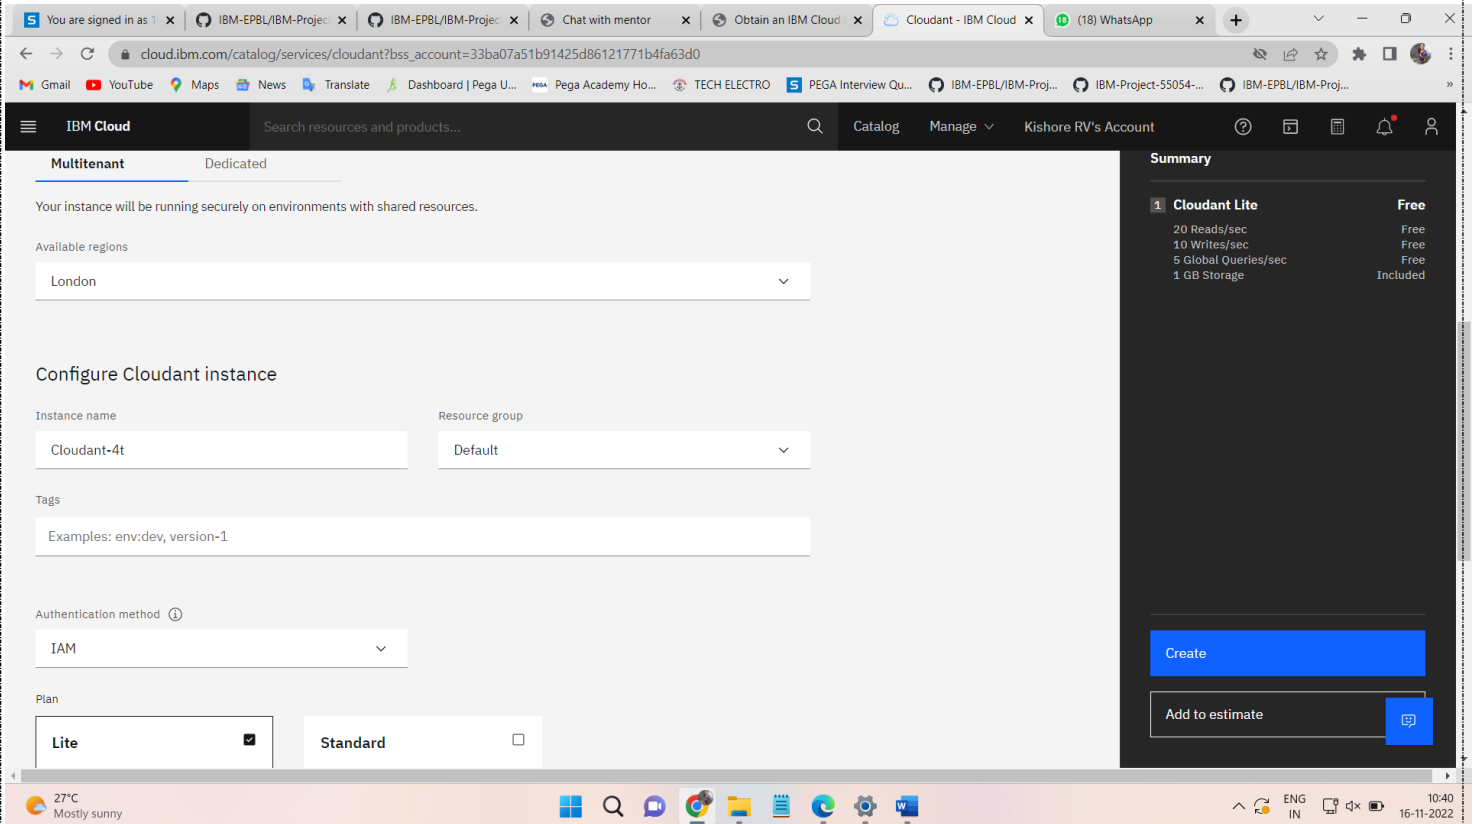 You are signed in as 1
IBM-EPBL/IBM-Projec
IBM-EPBL/IBM-Projec
Chat with mentor
Obtain an IBM Cloud
Cloudant - IBM Cloud
(18) WhatsApp
cloud.ibm.com/catalog/services/cloudant?bss_account=33ba07a51b91425d86121771b4fa63d0
Gmail
YouTube
Maps
News
Translate
Dashboard | Pega U...
Pega Academy Ho...
TECH ELECTRO
PEGA Interview Qu...
IBM-EPBL/IBM-Proj...
IBM-Project-55054-...
IBM-EPBL/IBM-Proj...
IBM Cloud
Search resources and products...
Catalog
Manage
Kishore RV's Account
Multitenant
Dedicated
Your instance will be running securely on environments with shared resources.
Available regions
London
Configure Cloudant instance
Instance name
Resource group
Cloudant-4t
Default
Tags
Examples: env:dev, version-1
Authentication method
IAM
Plan
Lite
Standard
Summary
1 Cloudant Lite Free
20 Reads/sec Free
10 Writes/sec Free
5 Global Queries/sec Free
1 GB Storage Included
Create
Add to estimate
27°C
Mostly sunny
ENG
IN
10:40
16-11-2022